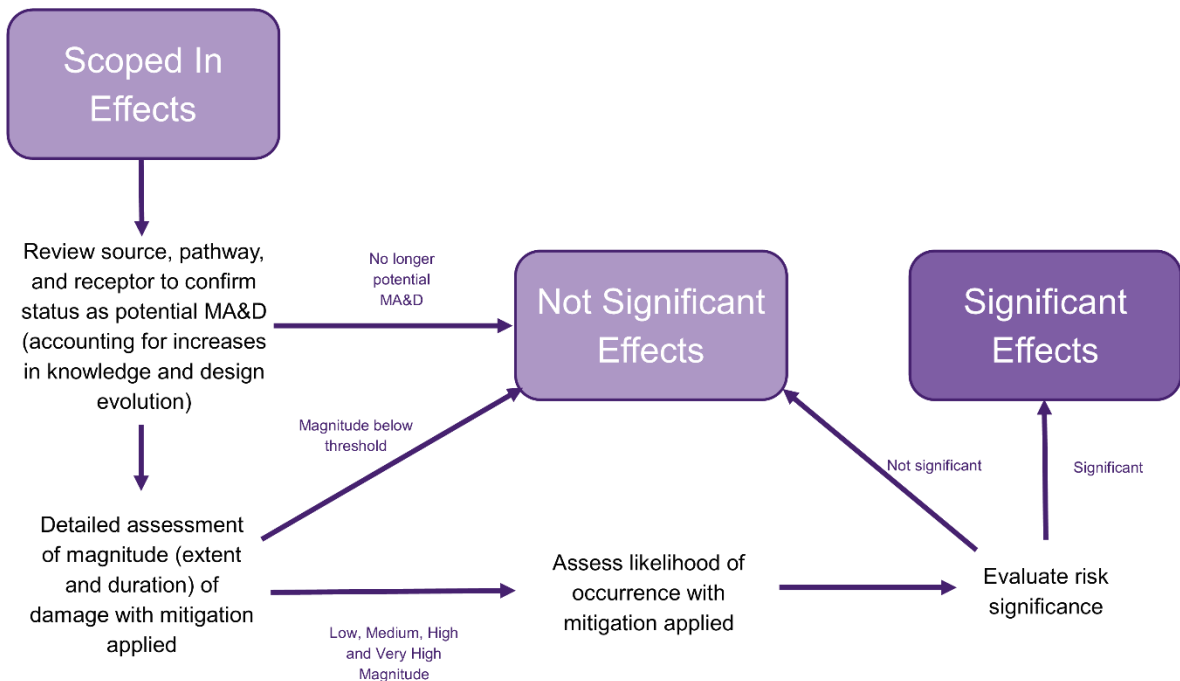 Scoped In
Effects
Review source, pathway,
and receptor to confirm
status as potential MA&D
(accounting for increases
in knowledge and design
evolution)
No longer
potential
MA&D
Not Significant
Effects
Significant
Effects
Magnitude below
threshold
Not significant
Significant
Detailed assessment
of magnitude (extent
and duration) of
damage with mitigation
applied
Low, Medium, High
and Very High
Magnitude
Assess likelihood of
occurrence with
mitigation applied
Evaluate risk
significance